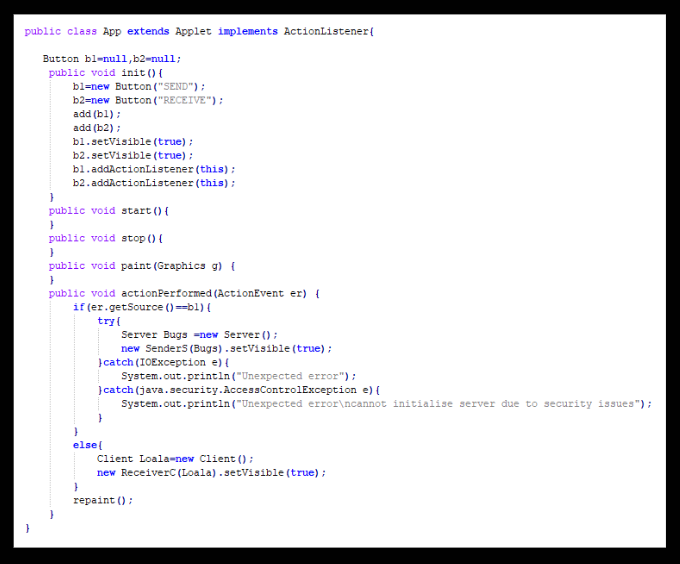 public class App extends Applet implements ActionListener{
Button b1=null,b2=null;
public void init(){
b1=new Button("SEND");
b2=new Button("RECEIVE");
add(b1);
add(b2);
b1.setVisible(true);
b2.setVisible(true);
b1.addActionListener(this);
b2.addActionListener(this);
}
public void start(){
}
public void stop(){
}
public void paint(Graphics g) {
}
public void actionPerformed(ActionEvent er) {
if(er.getSource()==b1){
try{
Server Bugs =new Server();
new SenderS(Bugs).setVisible(true);
}catch(IOException e){
System.out.println("Unexpected error");
}catch(java.security.AccessControlException e){
System.out.println("Unexpected error\ncannot initialise server due to security issues");
}
}
else{
Client Loala=new Client();
new ReceiverC(Loala).setVisible(true);
}
repaint();
}
}